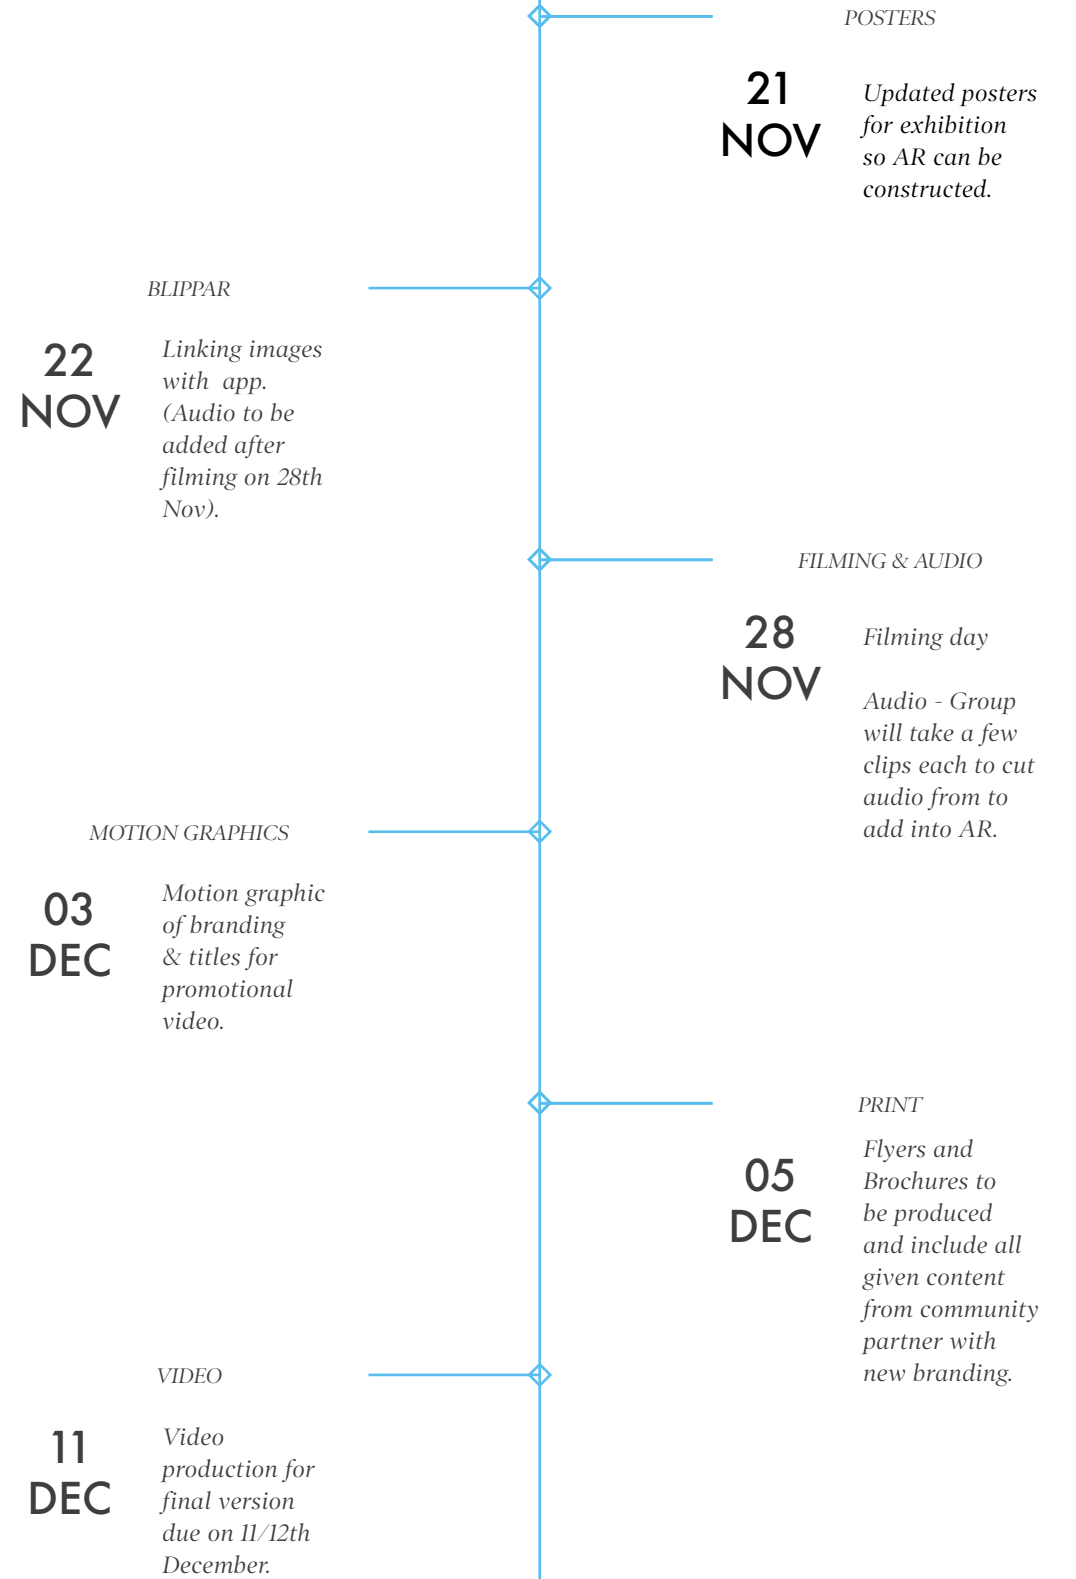 POSTERS
21
NOV
Updated posters
for exhibition
so AR can be
constructed.
BLIPPAR
22
NOV
Linking images
with  app.
(Audio to be
added after
filming on 28th
Nov).
FILMING & AUDIO
28
NOV
Filming day
Audio - Group
will take a few
clips each to cut
audio from to
add into AR.
MOTION GRAPHICS
03
DEC
Motion graphic
of branding
& titles for
promotional
video.
PRINT
05
DEC
Flyers and
Brochures to
be produced
and include all
given content
from community
partner with
new branding.
VIDEO
11
DEC
Video
production for
final version
due on 11/12th
December.